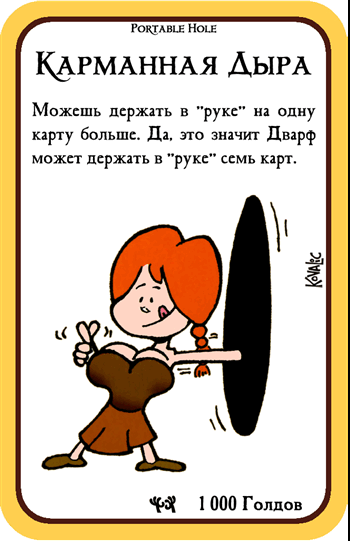 Portable Hole
Карманная Дыра
Можешь держать в "руке" на одну
карту больше. Да, это значит Дварф
может держать в "руке" семь карт.
Kovalic
1 000 Голдов